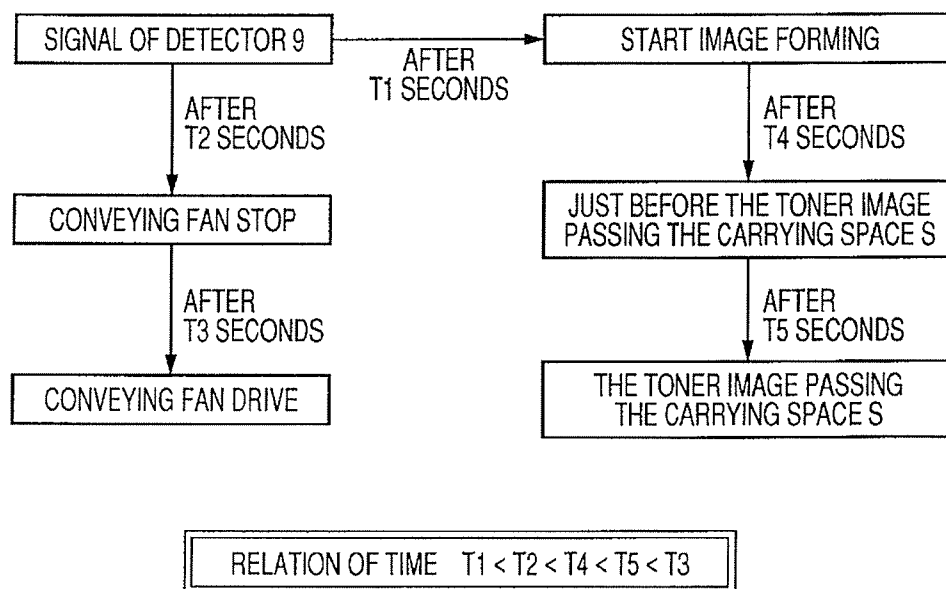 SIGNAL OF DETECTOR 9
START IMAGE FORMING
AFTER
T1 SECONDS
AFTER
T2 SECONDS
AFTER
T4 SECONDS
CONVEYING FAN STOP
JUST BEFORE THE TONER IMAGE
PASSING THE CARRYING SPACE S
AFTER
T3 SECONDS
AFTER
T5 SECONDS
CONVEYING FAN DRIVE
THE TONER IMAGE PASSING
THE CARRYING SPACE S
RELATION OF TIME T1 < T2 < T4 < T5 < T3